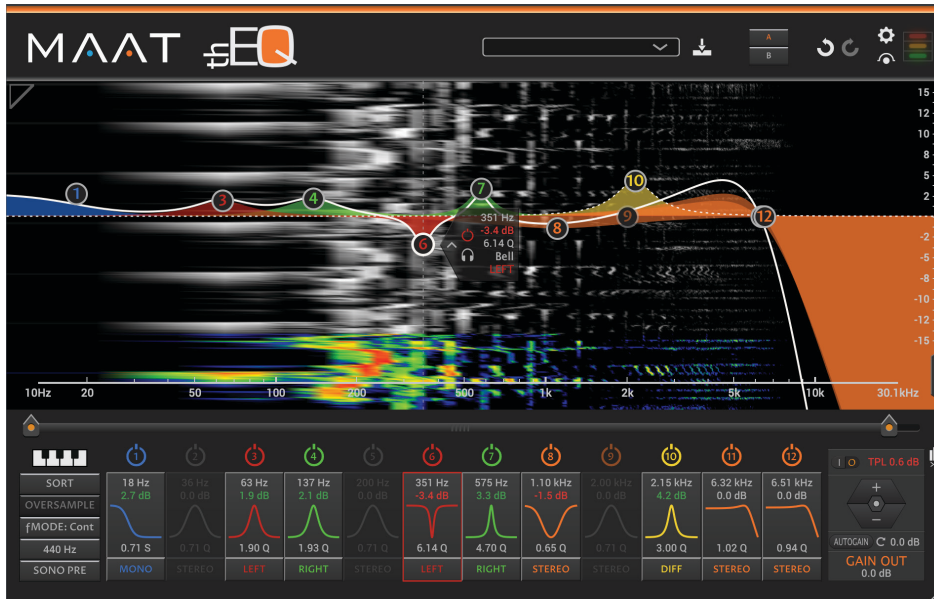 MAAT fEQ
A
B
15
12
10
8
5
2
-2
-5
-8
-10
-12
-15
1
3
4
6
7
8
9
10
12
351 Hz
-3.4 dB
6.14 Q
Bell
LEFT
10Hz 20 50 100 200 500 1k 2k 5k 10k 30.1kHz
1 2 3 4 5 6 7 8 9 10 11 12
SORT
OVERSAMPLE
ƒMODE: Cont
440 Hz
SONO PRE
18 Hz 36 Hz 63 Hz 137 Hz 200 Hz 351 Hz 575 Hz 1.10 kHz 2.00 kHz 2.15 kHz 6.32 kHz 6.51 kHz
2.7 dB 0.0 dB 1.9 dB 2.1 dB 0.0 dB -3.4 dB 3.3 dB -1.5 dB 0.0 dB 4.2 dB 0.0 dB 0.0 dB
0.71 S 0.71 Q 1.90 Q 1.93 Q 0.71 Q 6.14 Q 4.70 Q 0.65 Q 0.71 Q 3.00 Q 1.02 Q 0.94 Q
MONO STEREO LEFT RIGHT STEREO LEFT RIGHT STEREO STEREO DIFF STEREO STEREO
I O TPL 0.6 dB
+
−
AUTOGAIN C 0.0 dB
GAIN OUT
0.0 dB